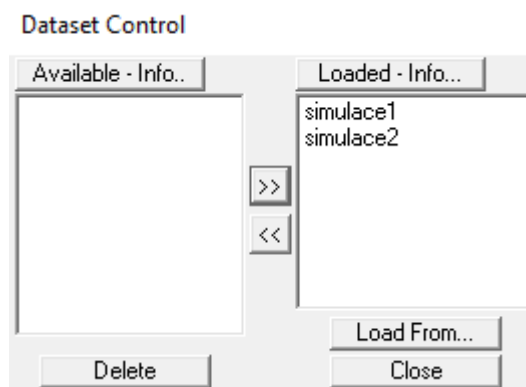 Dataset Control
Available - Info..
Loaded - Info...
simulace1
simulace2
>>
<<
Load From...
Delete
Close